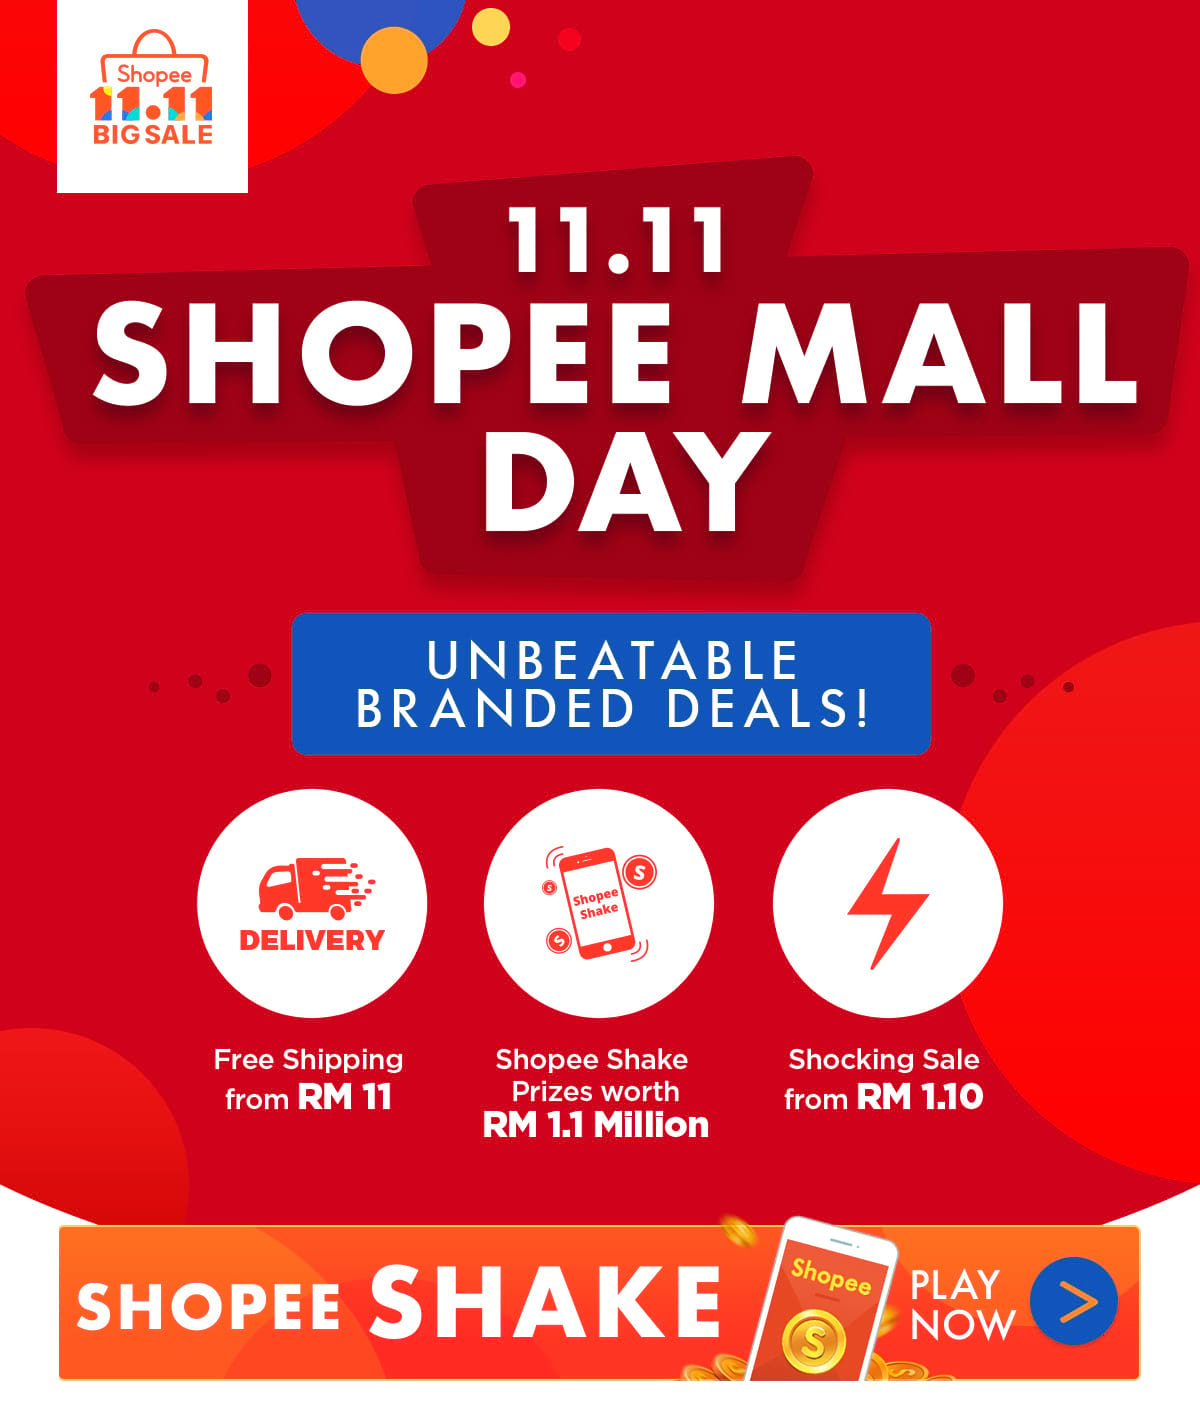 Shopee
11.11
BIG SALE
11.11
SHOPEE MALL
DAY
UNBEATABLE
BRANDED DEALS!
DELIVERY
Free Shipping
from RM 11
S
S
Shopee
Shake
S
Shopee Shake
Prizes worth
RM 1.1 Million
Shocking Sale
from RM 1.10
SHOPEE SHAKE
Shopee
S
PLAY
NOW
>